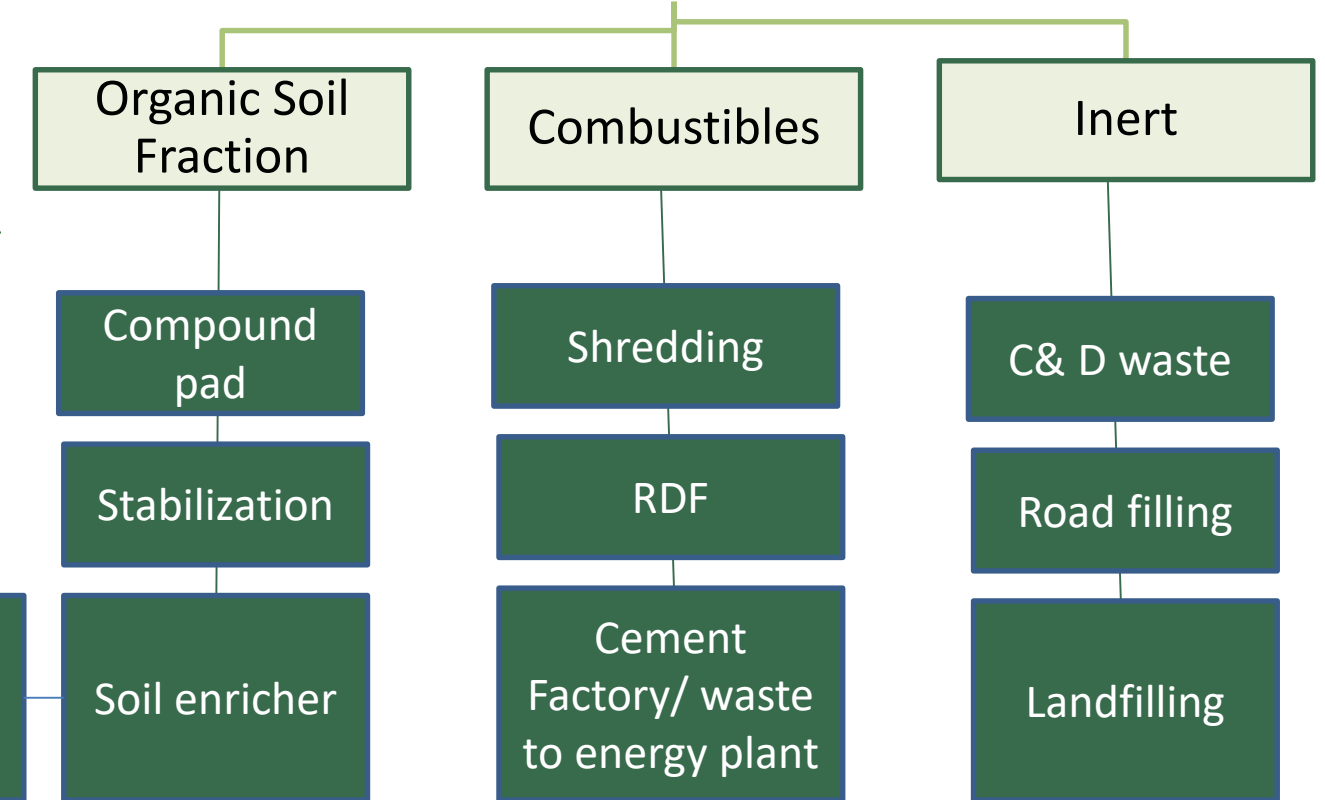 Organic Soil
Fraction
Combustibles
Inert
Compound
pad
Stabilization
Soil enricher
Shredding
RDF
Cement
Factory/ waste
to energy plant
C& D waste
Road filling
Landfilling